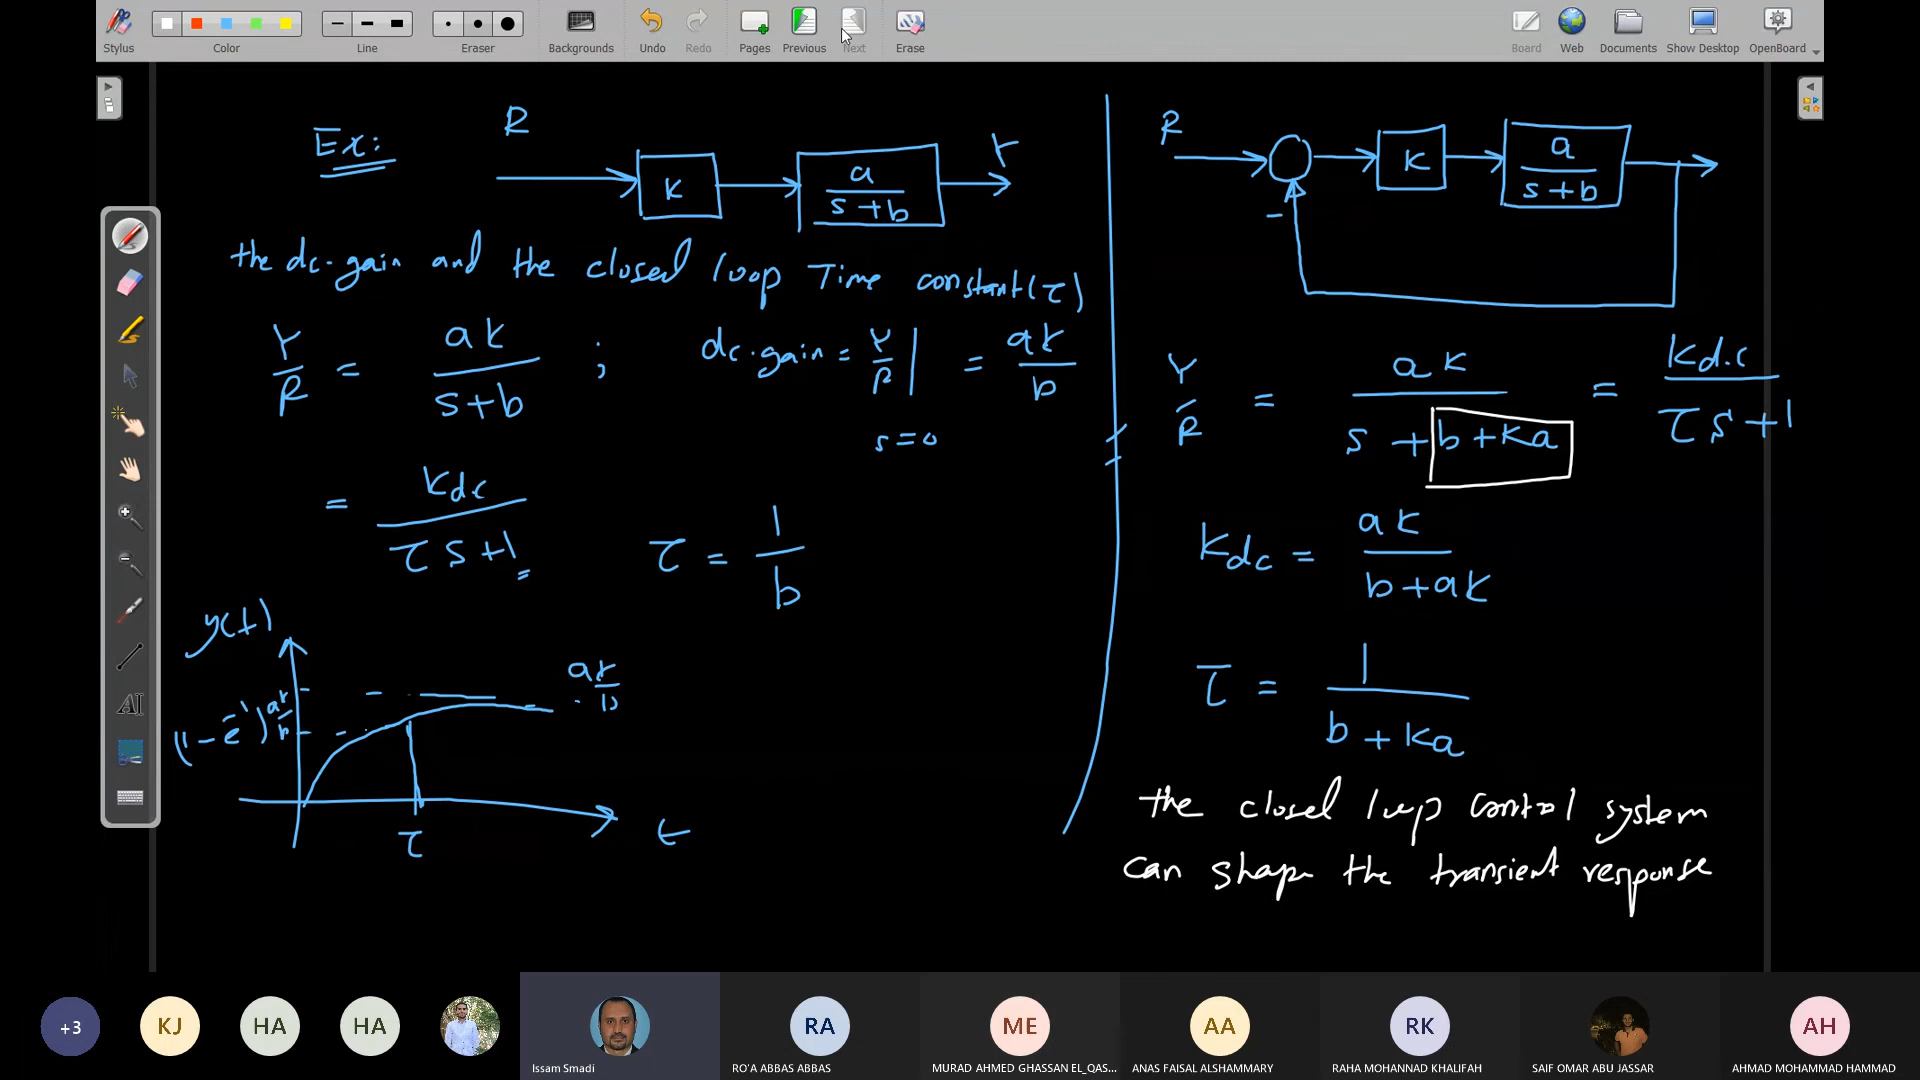 Stylus
Color
Line
Eraser
Backgrounds
Undo
Redo
Pages
Previous
Next
Erase
Board
Web
Documents
Show Desktop
OpenBoard
Ex:
R
K
a
s+b
Y
the dc-gain and the closed loop Time constant (τ)
Y/R = ak/(s+b) ; dc-gain = Y/R | = ak/b
s=0
= Kdc/(τs+1)
τ = 1/b
y(t)
ak/b
(1-e⁻¹) ak/b
τ
t
R
-
K
a
s+b
Y/R = ak/(s+b+Ka) = Kd.c/(τs+1)
Kdc = ak/(b+ak)
τ = 1/(b+Ka)
the closed loop control system
can shape the transient response
AI
+3
KJ
HA
HA
Issam Smadi
RA
RO'A ABBAS ABBAS
ME
MURAD AHMED GHASSAN EL_QAS...
AA
ANAS FAISAL ALSHAMMARY
RK
RAHA MOHANNAD KHALIFAH
SAIF OMAR ABU JASSAR
AH
AHMAD MOHAMMAD HAMMAD